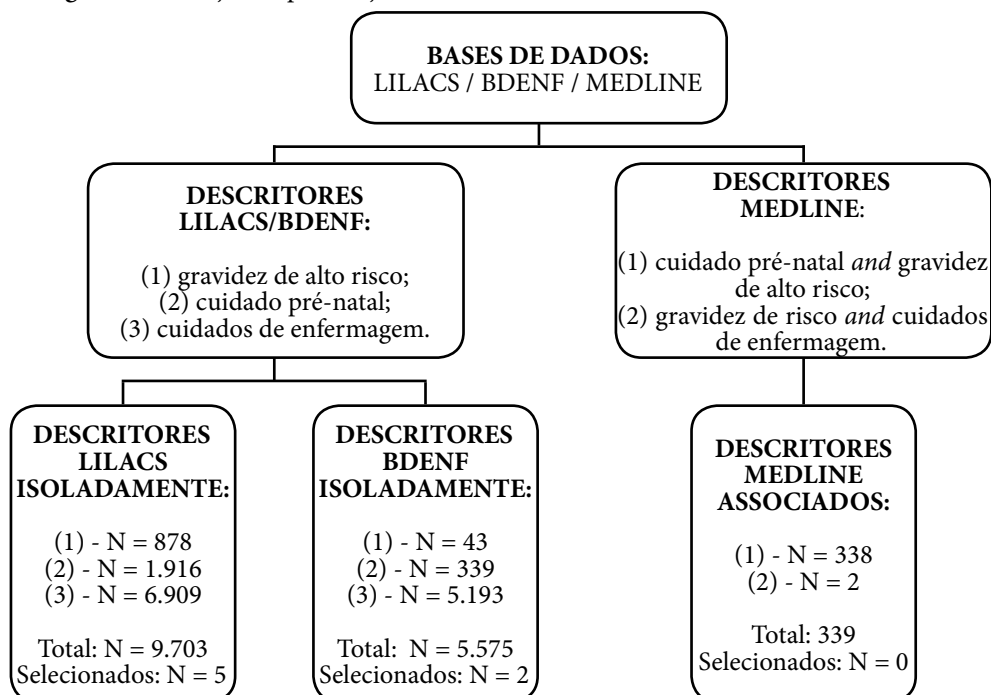 BASES DE DADOS:
LILACS / BDENF / MEDLINE
DESCRITORES
LILACS/BDENF:
(1) gravidez de alto risco;
(2) cuidado pré-natal;
(3) cuidados de enfermagem.
DESCRITORES
MEDLINE:
(1) cuidado pré-natal and gravidez
de alto risco;
(2) gravidez de risco and cuidados
de enfermagem.
DESCRITORES
LILACS
ISOLADAMENTE:
(1) - N = 878
(2) - N = 1.916
(3) - N = 6.909
Total: N = 9.703
Selecionados: N = 5
DESCRITORES
BDENF
ISOLADAMENTE:
(1) - N = 43
(2) - N = 339
(3) - N = 5.193
Total: N = 5.575
Selecionados: N = 2
DESCRITORES
MEDLINE
ASSOCIADOS:
(1) - N = 338
(2) - N = 2
Total: 339
Selecionados: N = 0